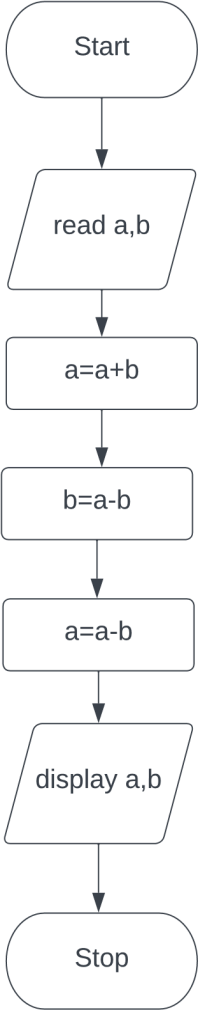 Start
read a,b
a=a+b
b=a-b
a=a-b
display a,b
Stop